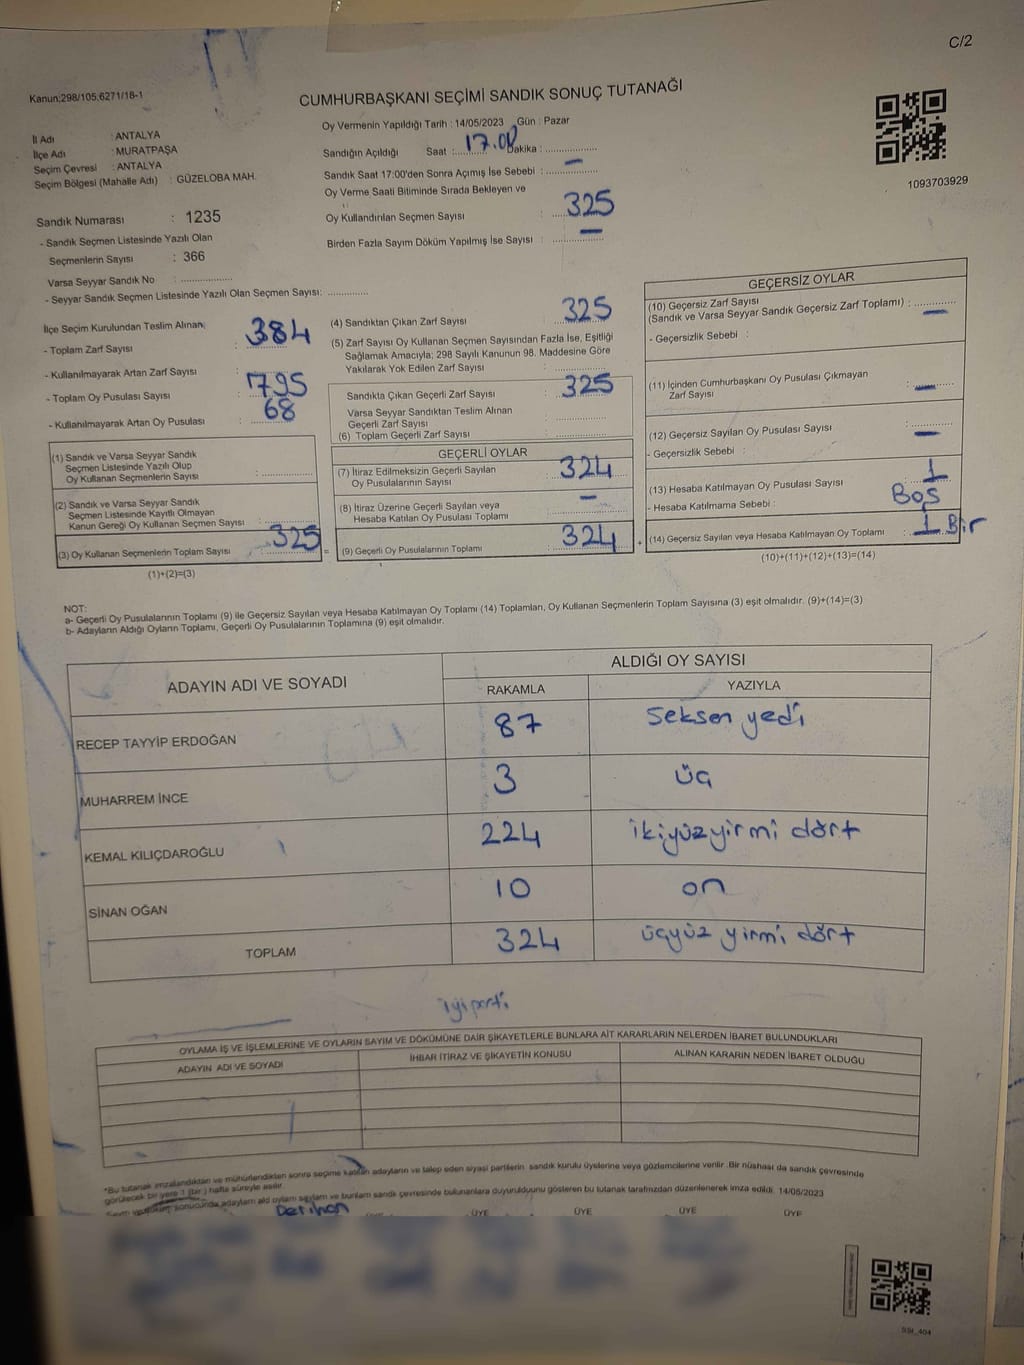 C/2
Kanun:298/105;6271/18-1
CUMHURBAŞKANI SEÇİMİ SANDIK SONUÇ TUTANAĞI
İl Adı : ANTALYA
İlçe Adı : MURATPAŞA
Seçim Çevresi : ANTALYA
Seçim Bölgesi (Mahalle Adı) : GÜZELOBA MAH.
Oy Vermenin Yapıldığı Tarih : 14/05/2023 Gün : Pazar
Sandığın Açıldığı Saat : 17.00 Dakika :
Sandık Saat 17:00'den Sonra Açımış İse Sebebi : —
Oy Verme Saati Bitiminde Sırada Bekleyen ve
Oy Kullandırılan Seçmen Sayısı : 325
Birden Fazla Sayım Döküm Yapılmış İse Sayısı : —
1093703929
Sandık Numarası : 1235
- Sandık Seçmen Listesinde Yazılı Olan
Seçmenlerin Sayısı : 366
Varsa Seyyar Sandık No :
- Seyyar Sandık Seçmen Listesinde Yazılı Olan Seçmen Sayısı:
İlçe Seçim Kurulundan Teslim Alınan;
- Toplam Zarf Sayısı : 384
- Kullanılmayarak Artan Zarf Sayısı :
- Toplam Oy Pusulası Sayısı : 795
- Kullanılmayarak Artan Oy Pusulası : 68
(1) Sandık ve Varsa Seyyar Sandık
Seçmen Listesinde Yazılı Olup
Oy Kullanan Seçmenlerin Sayısı :
(2) Sandık ve Varsa Seyyar Sandık
Seçmen Listesinde Kayıtlı Olmayan
Kanun Gereği Oy Kullanan Seçmen Sayısı :
(3) Oy Kullanan Seçmenlerin Toplam Sayısı : 325
(1)+(2)=(3)
(4) Sandıktan Çıkan Zarf Sayısı : 325
(5) Zarf Sayısı Oy Kullanan Seçmen Sayısından Fazla İse, Eşitliği
Sağlamak Amacıyla; 298 Sayılı Kanunun 98. Maddesine Göre
Yakılarak Yok Edilen Zarf Sayısı :
Sandıkta Çıkan Geçerli Zarf Sayısı : 325
Varsa Seyyar Sandıktan Teslim Alınan
Geçerli Zarf Sayısı :
(6) Toplam Geçerli Zarf Sayısı :
GEÇERLİ OYLAR
(7) İtiraz Edilmeksizin Geçerli Sayılan
Oy Pusulalarının Sayısı : 324
(8) İtiraz Üzerine Geçerli Sayılan veya
Hesaba Katılan Oy Pusulası Toplamı : —
(9) Geçerli Oy Pusulalarının Toplamı : 324
GEÇERSİZ OYLAR
(10) Geçersiz Zarf Sayısı
(Sandık ve Varsa Seyyar Sandık Geçersiz Zarf Toplamı) : —
- Geçersizlik Sebebi :
(11) İçinden Cumhurbaşkanı Oy Pusulası Çıkmayan
Zarf Sayısı : —
(12) Geçersiz Sayılan Oy Pusulası Sayısı : —
- Geçersizlik Sebebi :
(13) Hesaba Katılmayan Oy Pusulası Sayısı : 1
- Hesaba Katılmama Sebebi : Boş
(14) Geçersiz Sayılan veya Hesaba Katılmayan Oy Toplamı : 1 Bir
(10)+(11)+(12)+(13)=(14)
NOT:
a- Geçerli Oy Pusulalarının Toplamı (9) ile Geçersiz Sayılan veya Hesaba Katılmayan Oy Toplamı (14) Toplamları, Oy Kullanan Seçmenlerin Toplam Sayısına (3) eşit olmalıdır. (9)+(14)=(3)
b- Adayların Aldığı Oyların Toplamı, Geçerli Oy Pusulalarının Toplamına (9) eşit olmalıdır.
ADAYIN ADI VE SOYADI ALDIĞI OY SAYISI
RAKAMLA YAZIYLA
RECEP TAYYİP ERDOĞAN 87 Seksen yedi
MUHARREM İNCE 3 üç
KEMAL KILIÇDAROĞLU 224 ikiyüzyirmi dört
SİNAN OĞAN 10 on
TOPLAM 324 üçyüz yirmi dört
iyi parti
OYLAMA İŞ VE İŞLEMLERİNE VE OYLARIN SAYIM VE DÖKÜMÜNE DAİR ŞİKAYETLERLE BUNLARA AİT KARARLARIN NELERDEN İBARET BULUNDUKLARI
ADAYIN ADI VE SOYADI İHBAR İTİRAZ VE ŞİKAYETİN KONUSU ALINAN KARARIN NEDEN İBARET OLDUĞU
*Bu tutanak imzalandıktan ve mühürlendikten sonra seçime katılan adayların ve talep eden siyasi partilerin sandık kurulu üyelerine veya gözlemcilerine verilir. Bir nüshası da sandık çevresinde
görülecek bir yere 1 (bir) hafta süreyle asılır.
sonucunda adayların
sandık çevresinde bulunanlara duyurulduğunu gösteren bu tutanak tarafımızdan düzenlenerek imza edildi. 14/05/2023
ÜYE ÜYE ÜYE ÜYE